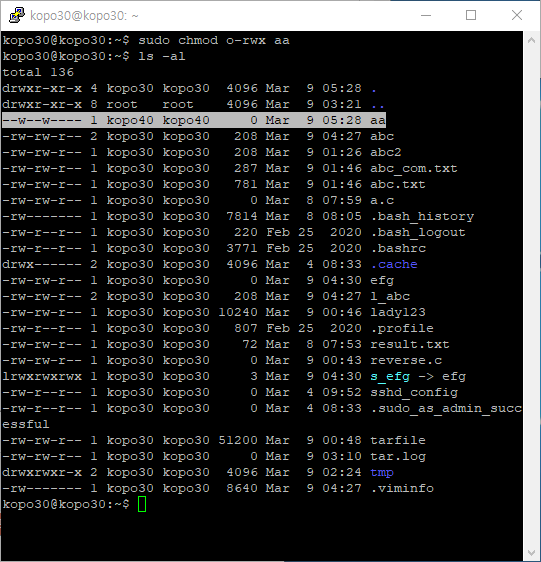 kopo30@kopo30: ~
kopo30@kopo30:~$ sudo chmod o-rwx aa
kopo30@kopo30:~$ ls -al
total 136
drwxr-xr-x 4 kopo30 kopo30  4096 Mar  9 05:28 .
drwxr-xr-x 8 root   root    4096 Mar  9 03:21 ..
--w--w---- 1 kopo40 kopo40     0 Mar  9 05:28 aa
-rw-rw-r-- 2 kopo30 kopo30   208 Mar  9 04:27 abc
-rw-rw-r-- 1 kopo30 kopo30   208 Mar  9 01:26 abc2
-rw-rw-r-- 1 kopo30 kopo30   287 Mar  9 01:46 abc_com.txt
-rw-rw-r-- 1 kopo30 kopo30   781 Mar  9 01:46 abc.txt
-rw-rw-r-- 1 kopo30 kopo30     0 Mar  8 07:59 a.c
-rw------- 1 kopo30 kopo30  7814 Mar  8 08:05 .bash_history
-rw-r--r-- 1 kopo30 kopo30   220 Feb 25  2020 .bash_logout
-rw-r--r-- 1 kopo30 kopo30  3771 Feb 25  2020 .bashrc
drwx------ 2 kopo30 kopo30  4096 Mar  4 08:33 .cache
-rw-rw-r-- 1 kopo30 kopo30     0 Mar  9 04:30 efg
-rw-rw-r-- 2 kopo30 kopo30   208 Mar  9 04:27 l_abc
-rw-rw-r-- 1 kopo30 kopo30 10240 Mar  9 00:46 lady123
-rw-r--r-- 1 kopo30 kopo30   807 Feb 25  2020 .profile
-rw-rw-r-- 1 kopo30 kopo30    72 Mar  8 07:53 result.txt
-rw-rw-r-- 1 kopo30 kopo30     0 Mar  9 00:43 reverse.c
lrwxrwxrwx 1 kopo30 kopo30     3 Mar  9 04:30 s_efg -> efg
-rw-rw-r-- 1 kopo30 kopo30     0 Mar  4 09:52 sshd_config
-rw-r--r-- 1 kopo30 kopo30     0 Mar  4 08:33 .sudo_as_admin_succ
essful
-rw-rw-r-- 1 kopo30 kopo30 51200 Mar  9 00:48 tarfile
-rw-rw-r-- 1 kopo30 kopo30     0 Mar  9 03:10 tar.log
drwxrwxr-x 2 kopo30 kopo30  4096 Mar  9 02:24 tmp
-rw------- 1 kopo30 kopo30  8640 Mar  9 04:27 .viminfo
kopo30@kopo30:~$